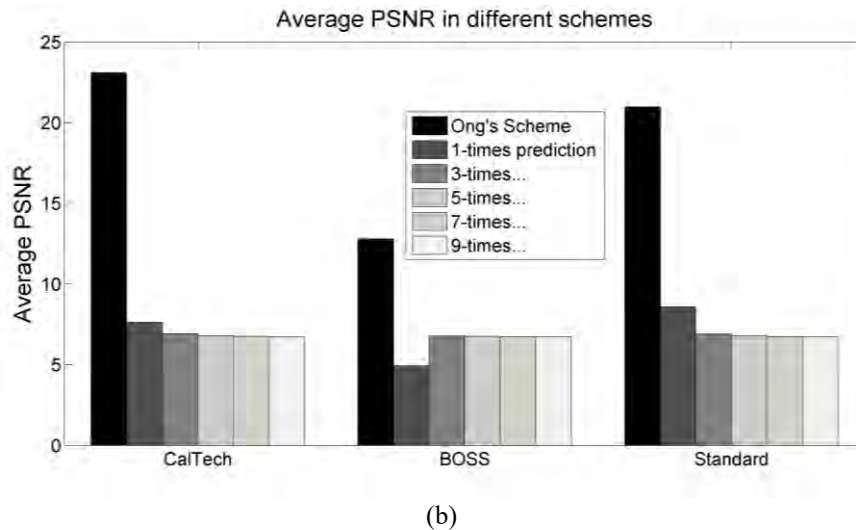 Average PSNR in different schemes
25
20
15
10
5
0
Average PSNR
Ong's Scheme
1-times prediction
3-times...
5-times...
7-times...
9-times...
CalTech
BOSS
Standard
(b)